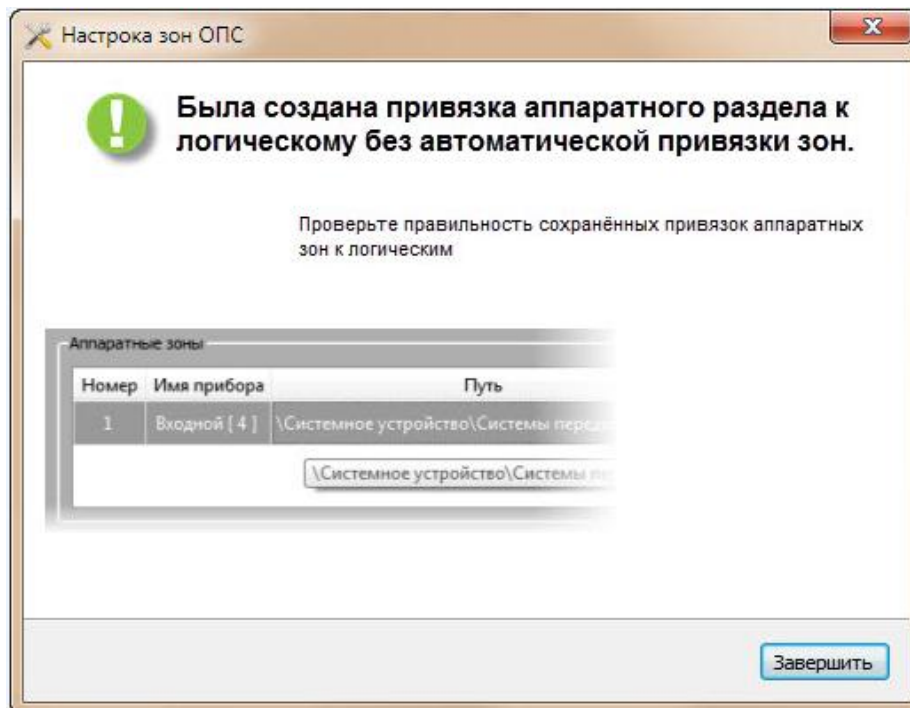 Настрока зон ОПС
Была создана привязка аппаратного раздела к
логическому без автоматической привязки зон.
Проверьте правильность сохранённых привязок аппаратных
зон к логическим
Аппаратные зоны
Номер Имя прибора Путь
1 Входной [ 4 ] \Системное устройство\Системы
\Системное устройство\Системы
Завершить